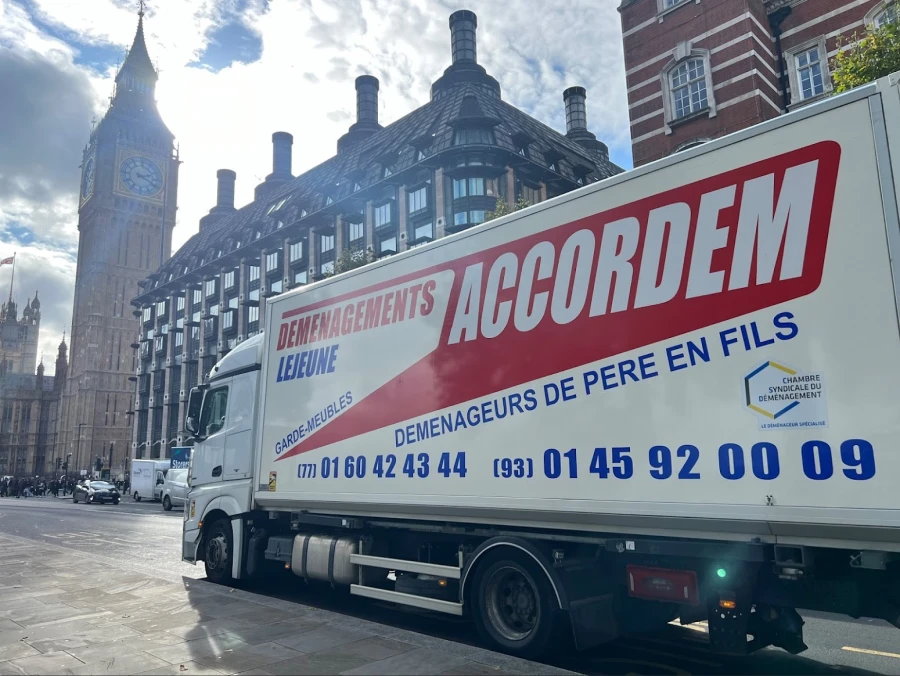 DEMENAGEMENTS
ACCORDEM
LEJEUNE
GARDE-MEUBLES
DEMENAGEURS DE PERE EN FILS
CHAMBRE
SYNDICALE DU
DÉMÉNAGEMENT
LE DÉMÉNAGEUR SPÉCIALISÉ
(77) 01 60 42 43 44 (93) 01 45 92 00 09